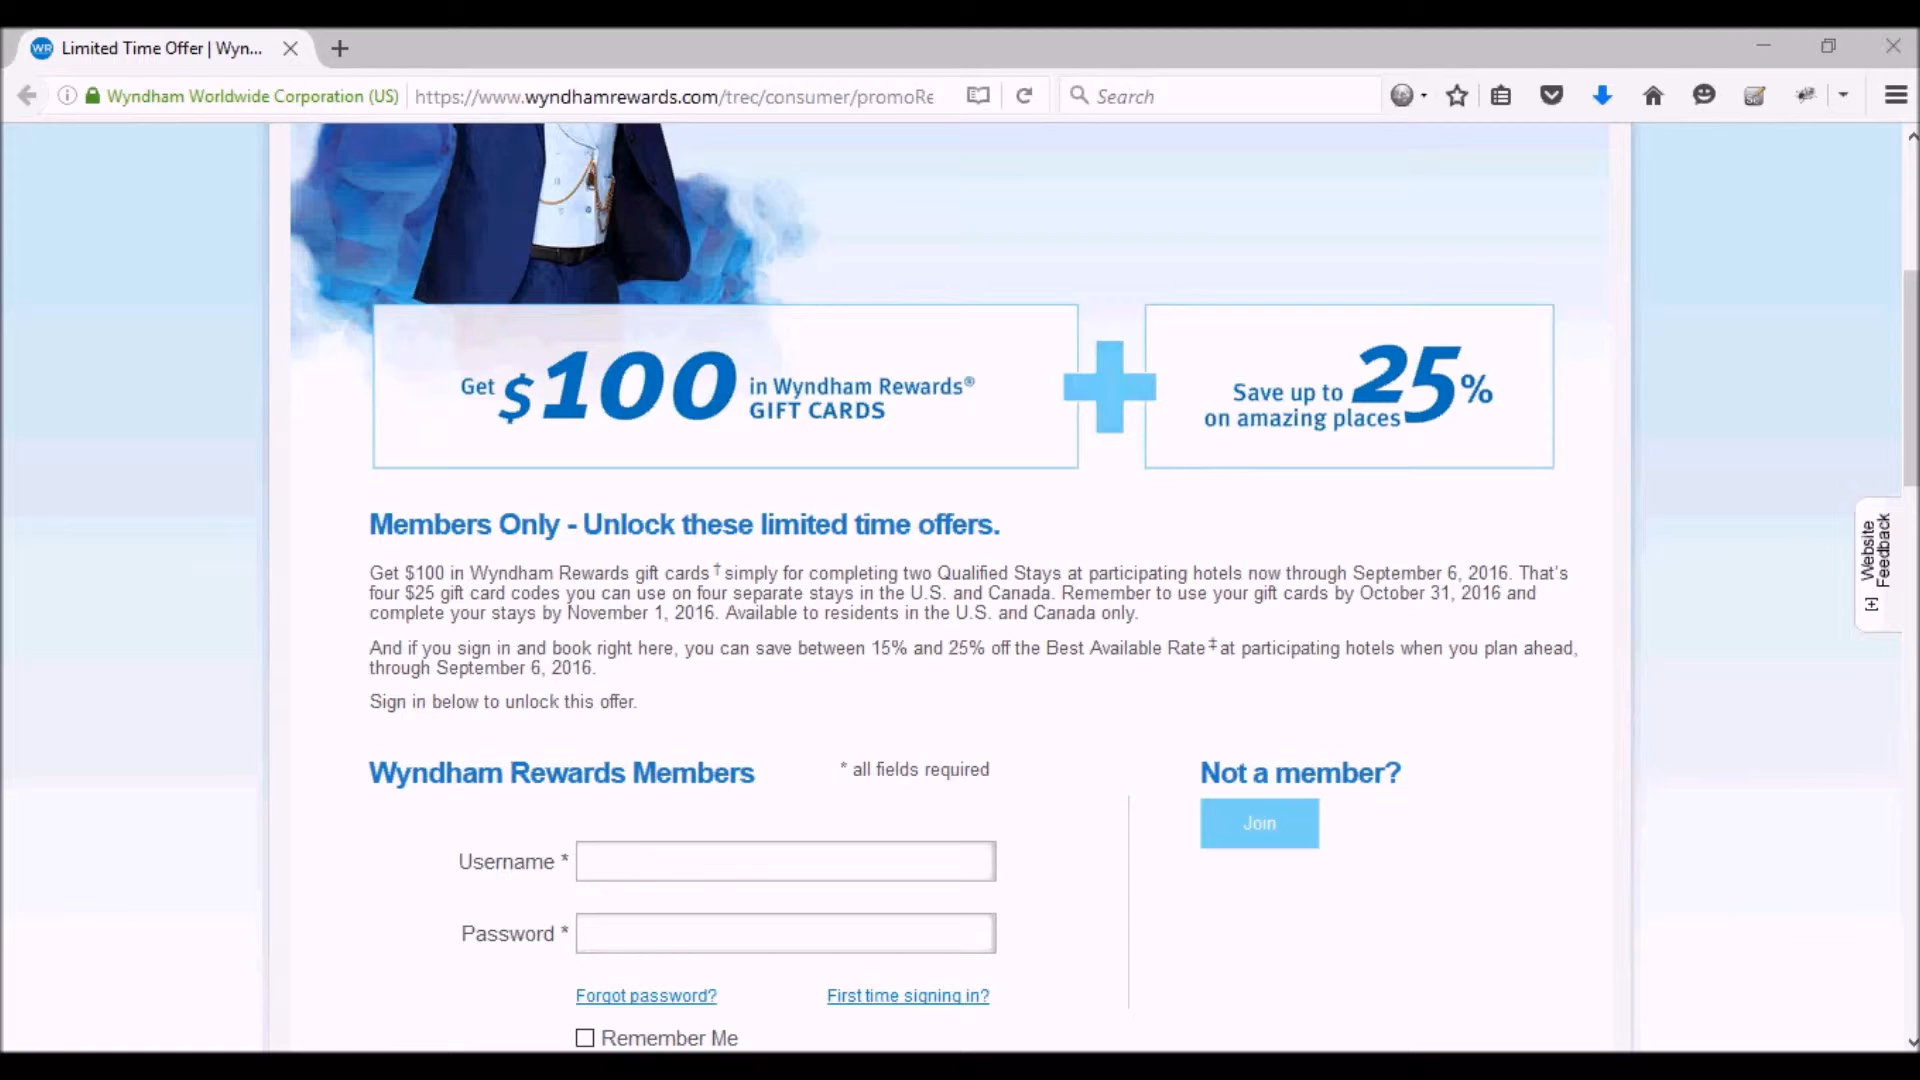 WR Limited Time Offer | Wyn...
Wyndham Worldwide Corporation (US) https://www.wyndhamrewards.com/trec/consumer/promoRe Search
Get $100 in Wyndham Rewards®
GIFT CARDS
Save up to 25%
on amazing places
Members Only - Unlock these limited time offers.
Get $100 in Wyndham Rewards gift cards † simply for completing two Qualified Stays at participating hotels now through September 6, 2016. That's
four $25 gift card codes you can use on four separate stays in the U.S. and Canada. Remember to use your gift cards by October 31, 2016 and
complete your stays by November 1, 2016. Available to residents in the U.S. and Canada only.
And if you sign in and book right here, you can save between 15% and 25% off the Best Available Rate ‡ at participating hotels when you plan ahead,
through September 6, 2016.
Sign in below to unlock this offer.
Wyndham Rewards Members
* all fields required
Username *
Password *
Forgot password?
First time signing in?
Remember Me
Not a member?
Join
[+] Website
Feedback